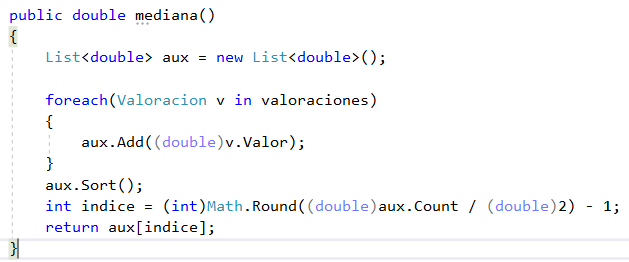 public double mediana()
{
List<double> aux = new List<double>();
foreach(Valoracion v in valoraciones)
{
aux.Add((double)v.Valor);
}
aux.Sort();
int indice = (int)Math.Round((double)aux.Count / (double)2) - 1;
return aux[indice];
}